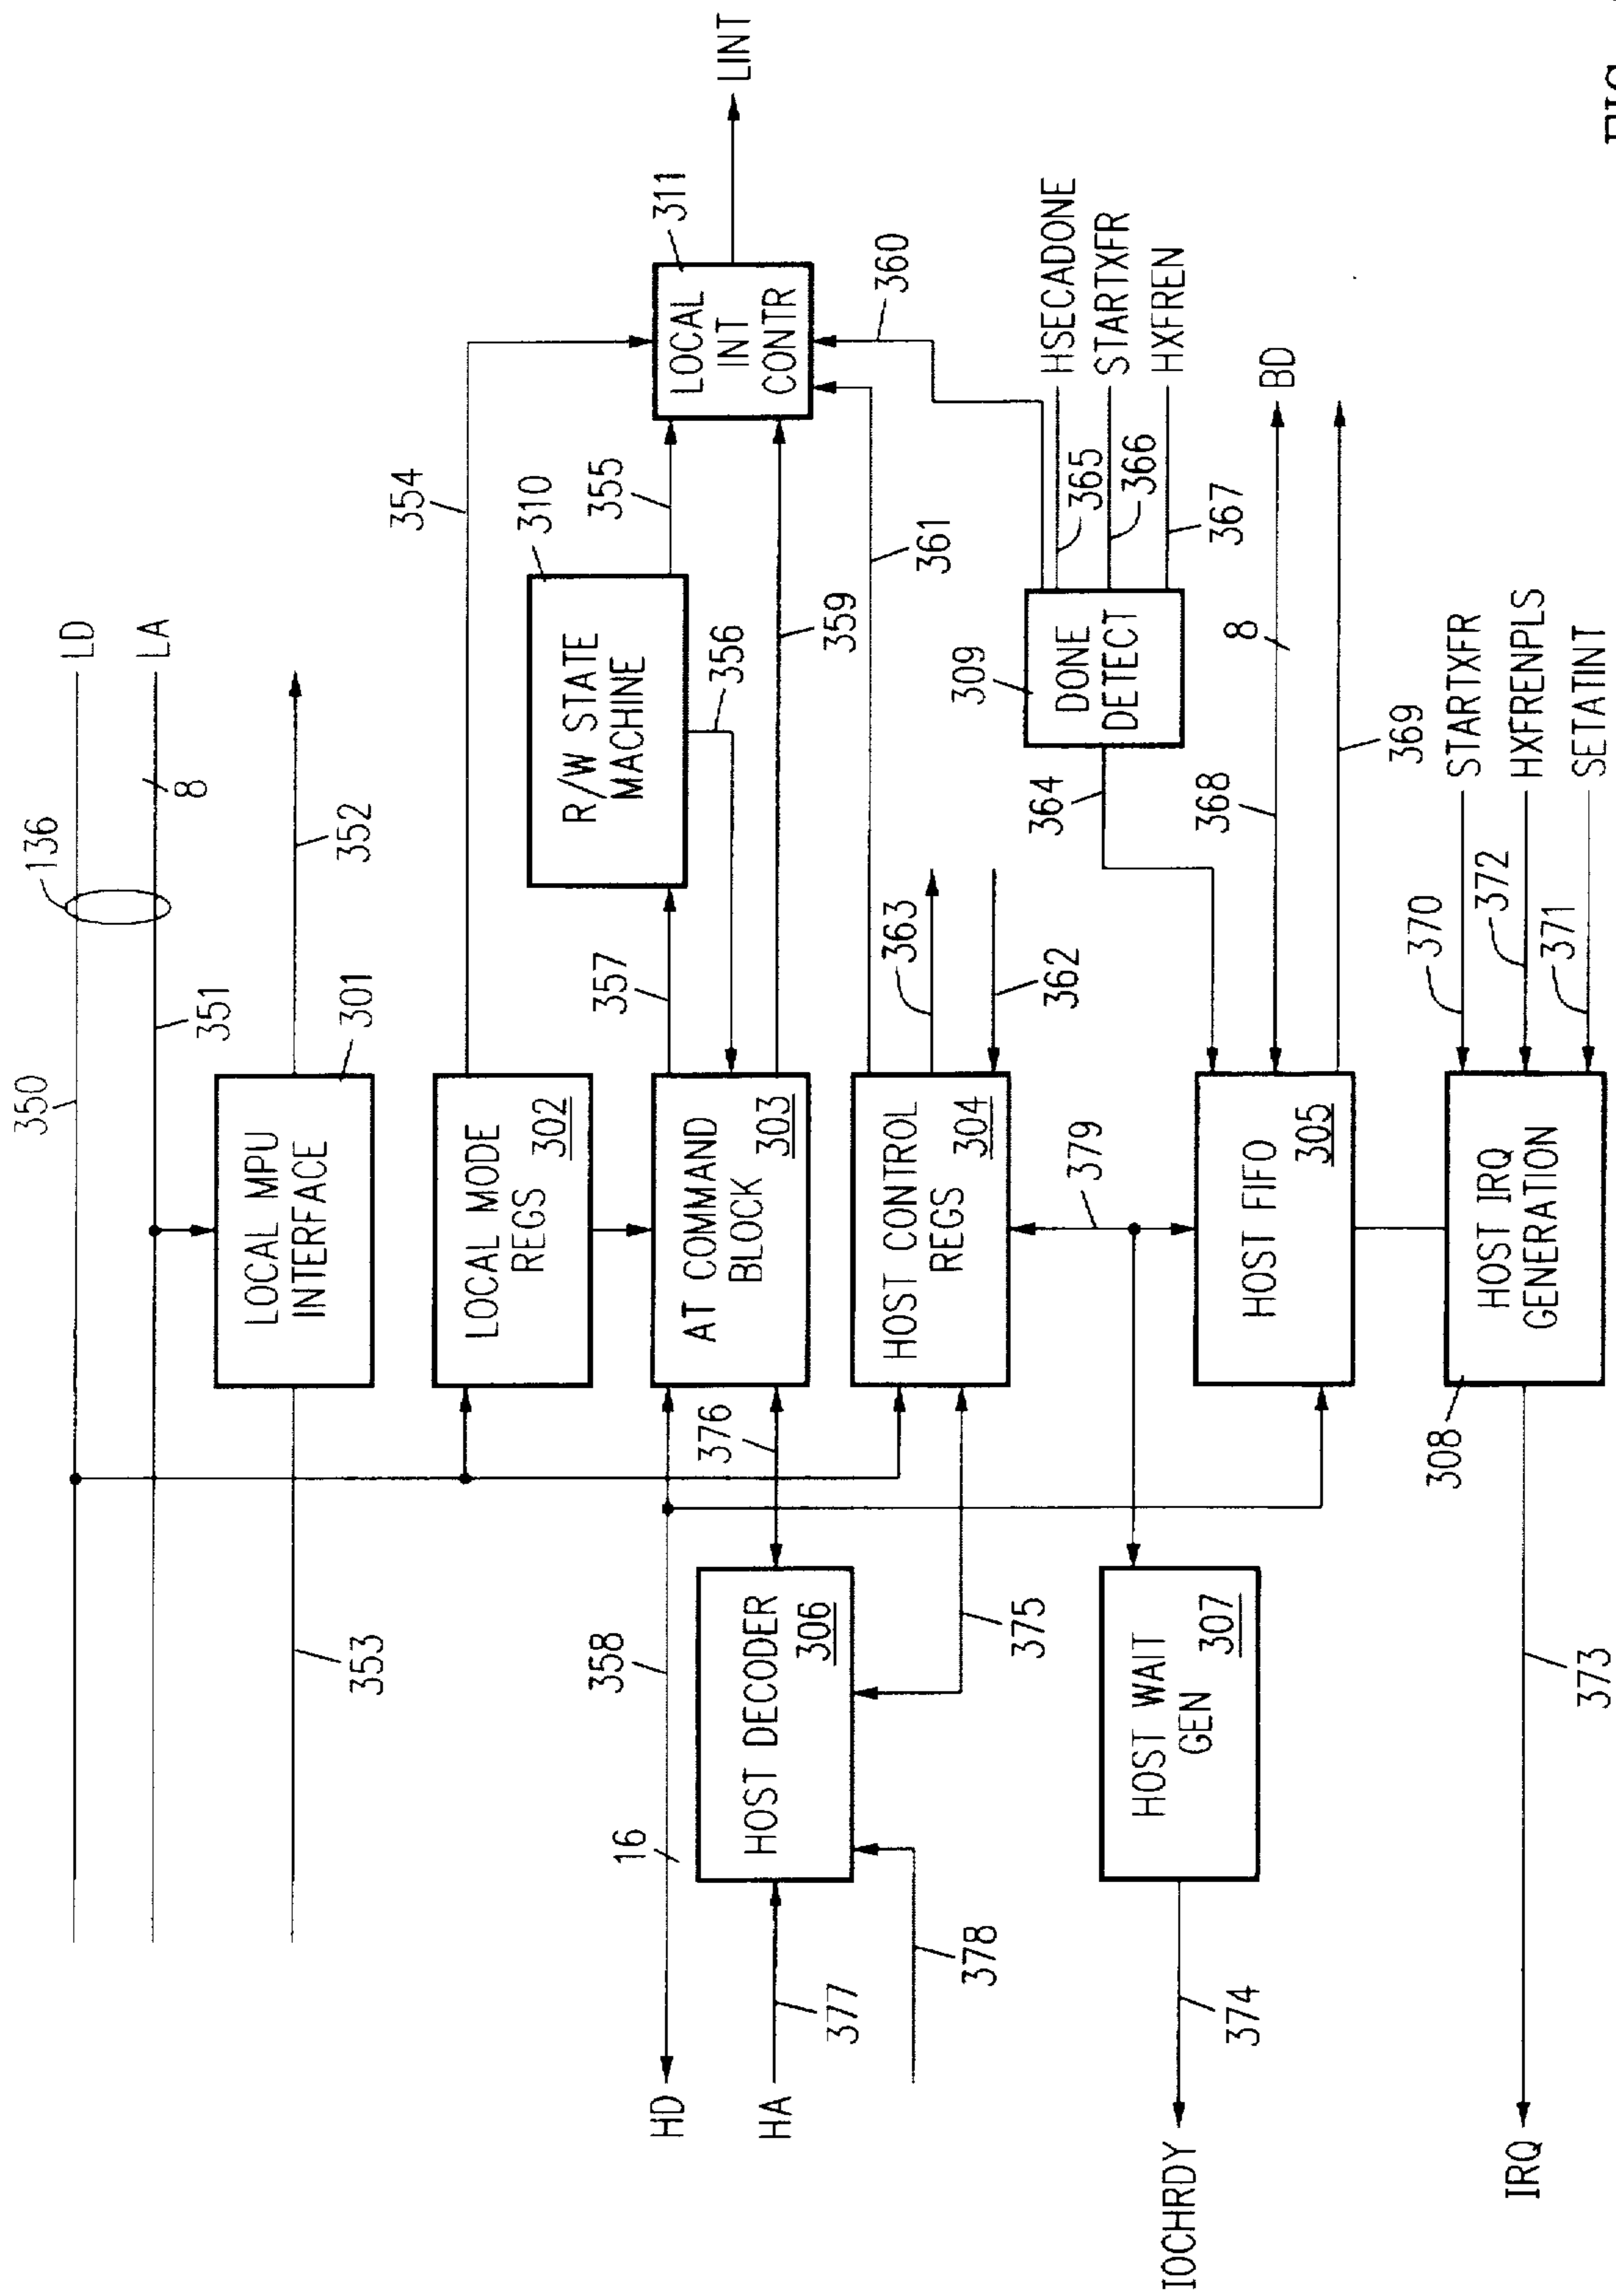 350
136
LD
LA
8
351
LOCAL MPU
INTERFACE
301
352
353
354
LOCAL MODE
REGS
302
R/W STATE
MACHINE
310
355
356
357
LOCAL
INT
CONTR
311
LINT
358
16
HD
HA
377
378
HOST DECODER
306
376
375
AT COMMAND
BLOCK
303
359
361
360
HOST CONTROL
REGS
304
363
362
309
DONE
DETECT
HSECADONE
STARTXFR
HXFREN
365
366
367
364
379
HOST WAIT
GEN
307
374
IOCHRDY
HOST FIFO
305
368
8
BD
369
308
HOST IRQ
GENERATION
370
372
371
STARTXFR
HXFRENPLS
SETATINT
373
IRQ